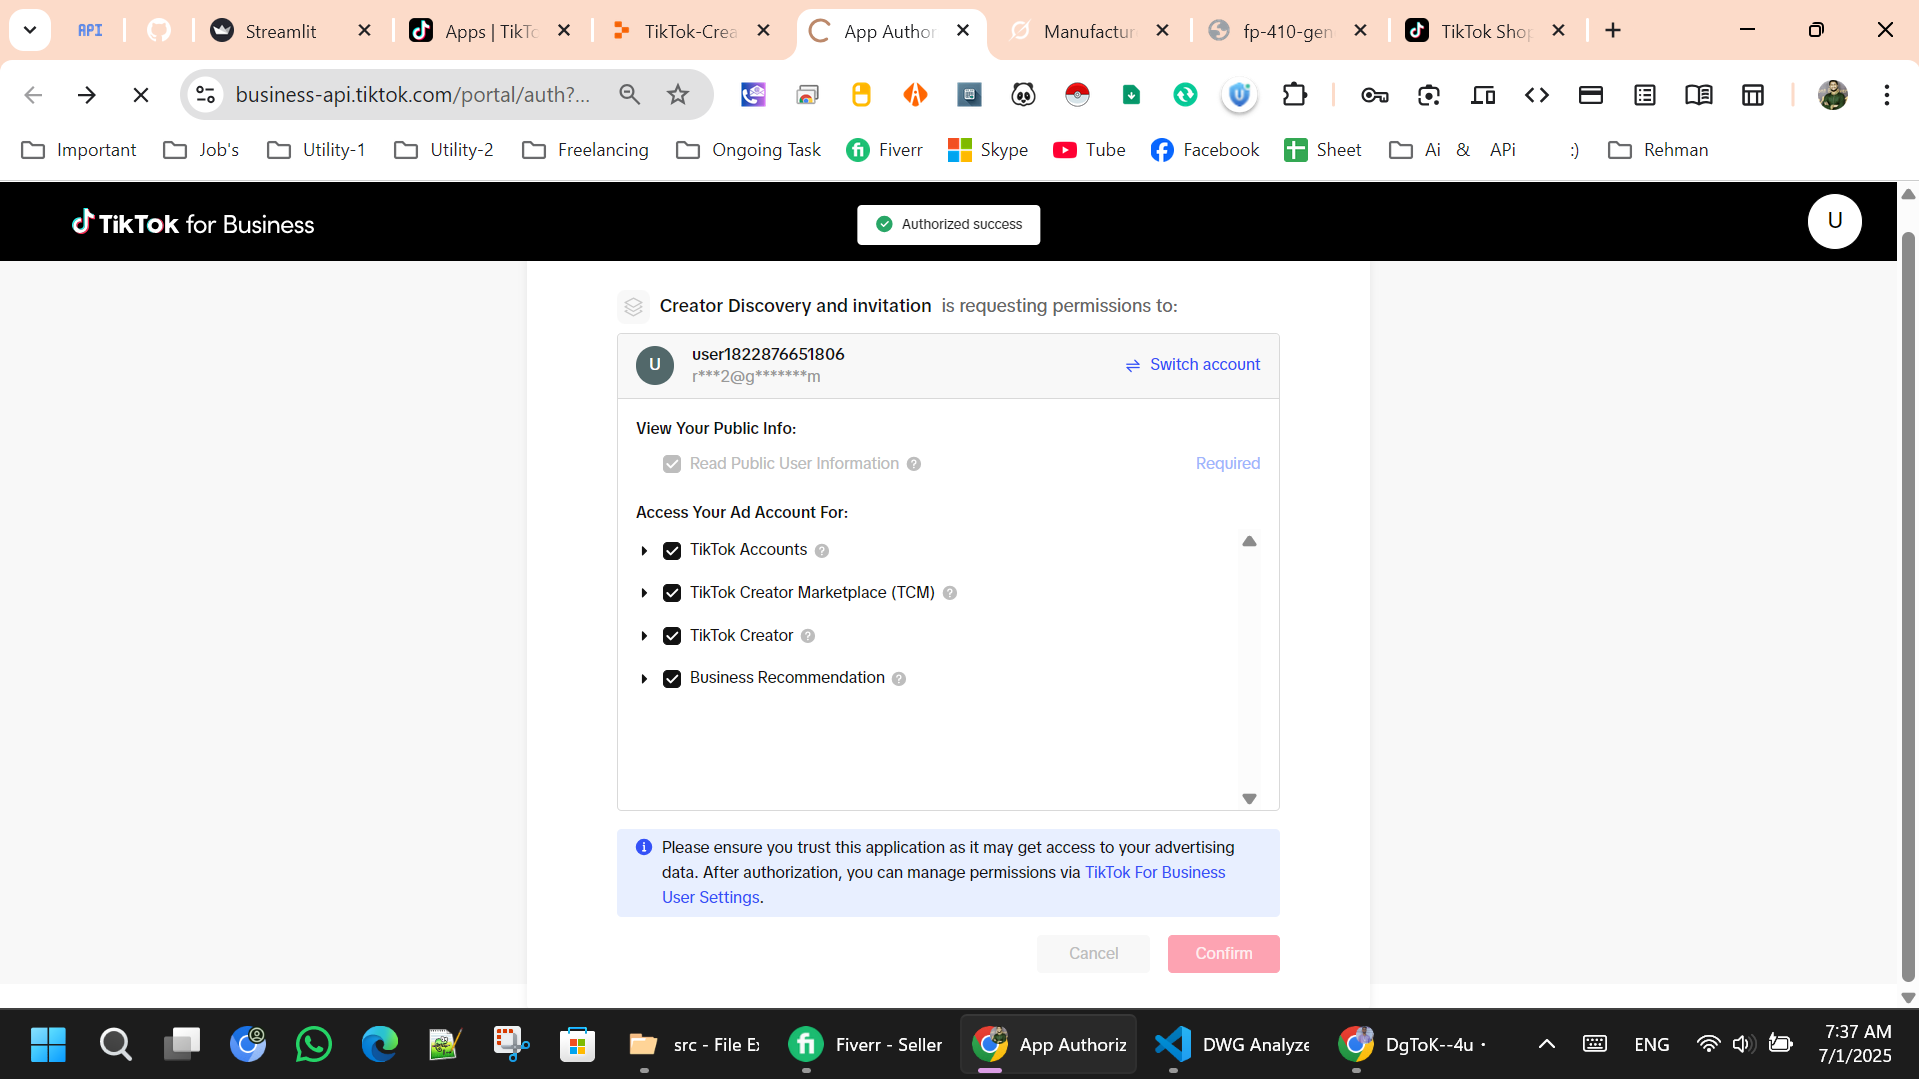 API
Streamlit
Apps | TikTo
TikTok-Crea
App Author
Manufactur
fp-410-gen
TikTok Shop
business-api.tiktok.com/portal/auth?...
Important
Job's
Utility-1
Utility-2
Freelancing
Ongoing Task
Fiverr
Skype
Tube
Facebook
Sheet
Ai & APi
:)
Rehman
TikTok for Business
Authorized success
U
Creator Discovery and invitation is requesting permissions to:
U
user1822876651806
r***2@g*******m
Switch account
View Your Public Info:
Read Public User Information
Required
Access Your Ad Account For:
TikTok Accounts
TikTok Creator Marketplace (TCM)
TikTok Creator
Business Recommendation
Please ensure you trust this application as it may get access to your advertising
data. After authorization, you can manage permissions via TikTok For Business
User Settings.
Cancel
Confirm
src - File Ex
Fiverr - Seller
App Authoriz
DWG Analyze
DgToK--4u ·
ENG
7:37 AM
7/1/2025